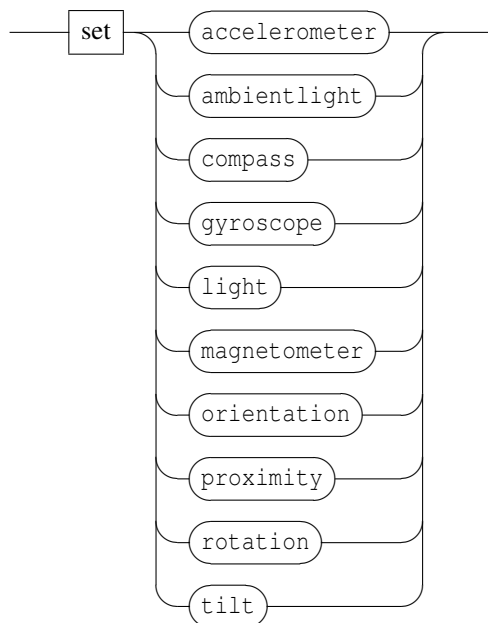 set accelerometer
ambientlight
compass
gyroscope
light
magnetometer
orientation
proximity
rotation
tilt